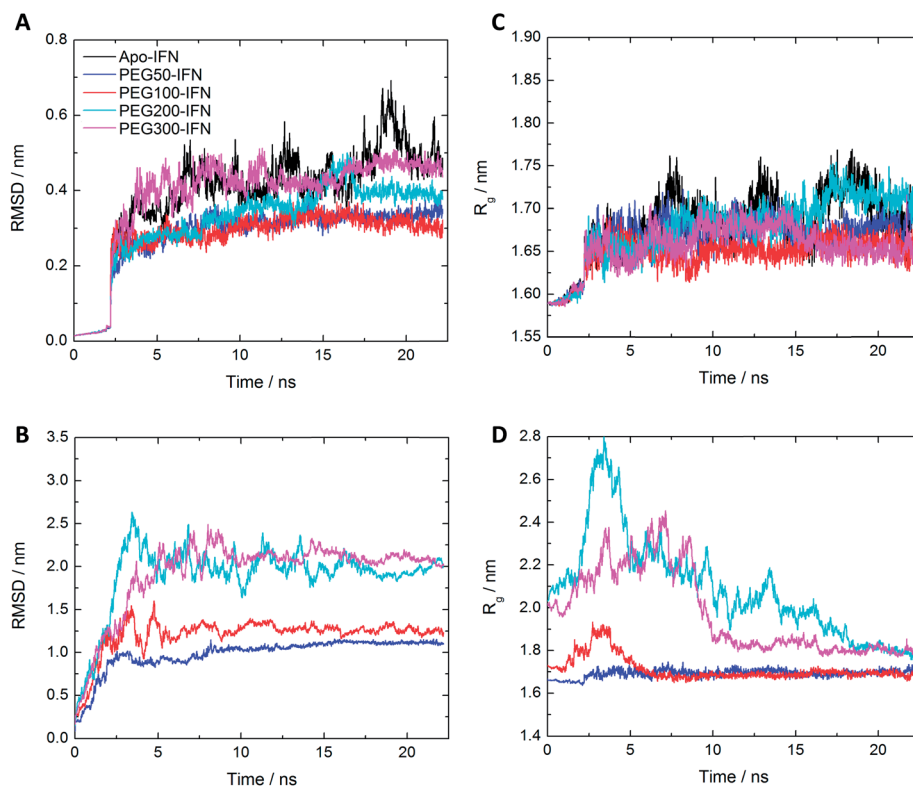 A
0.8
0.6
0.4
0.2
0.0
RMSD / nm
Apo-IFN
PEG50-IFN
PEG100-IFN
PEG200-IFN
PEG300-IFN
0 5 10 15 20
Time / ns
C
1.90
1.85
1.80
1.75
1.70
1.65
1.60
1.55
Rg / nm
0 5 10 15 20
Time / ns
B
3.5
3.0
2.5
2.0
1.5
1.0
0.5
0.0
RMSD / nm
0 5 10 15 20
Time / ns
D
2.8
2.6
2.4
2.2
2.0
1.8
1.6
1.4
Rg / nm
0 5 10 15 20
Time / ns